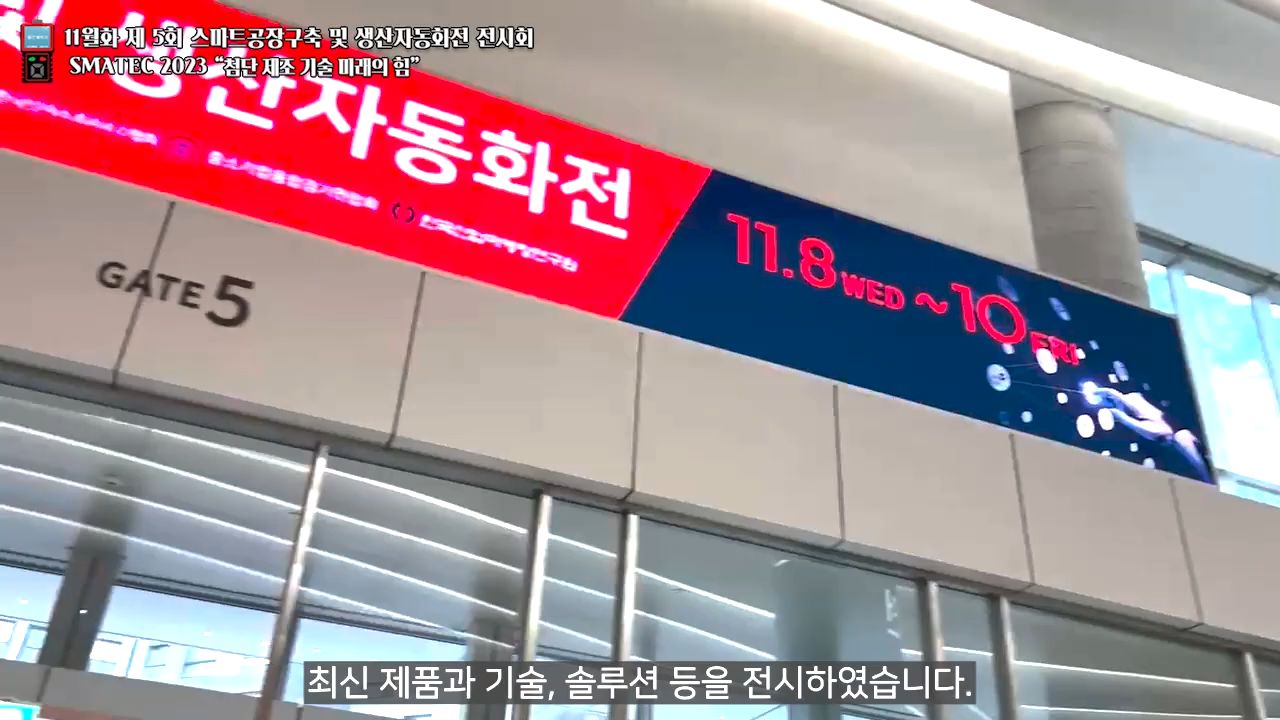 11월화 제 5회 스마트공장구축 및 생산자동화전 전시회
SMATEC 2023 “첨단 제조 기술 미래의 힘”
및 생산자동화전
11.8 WED ~ 10 FRI
GATE 5
최신 제품과 기술, 솔루션 등을 전시하였습니다.